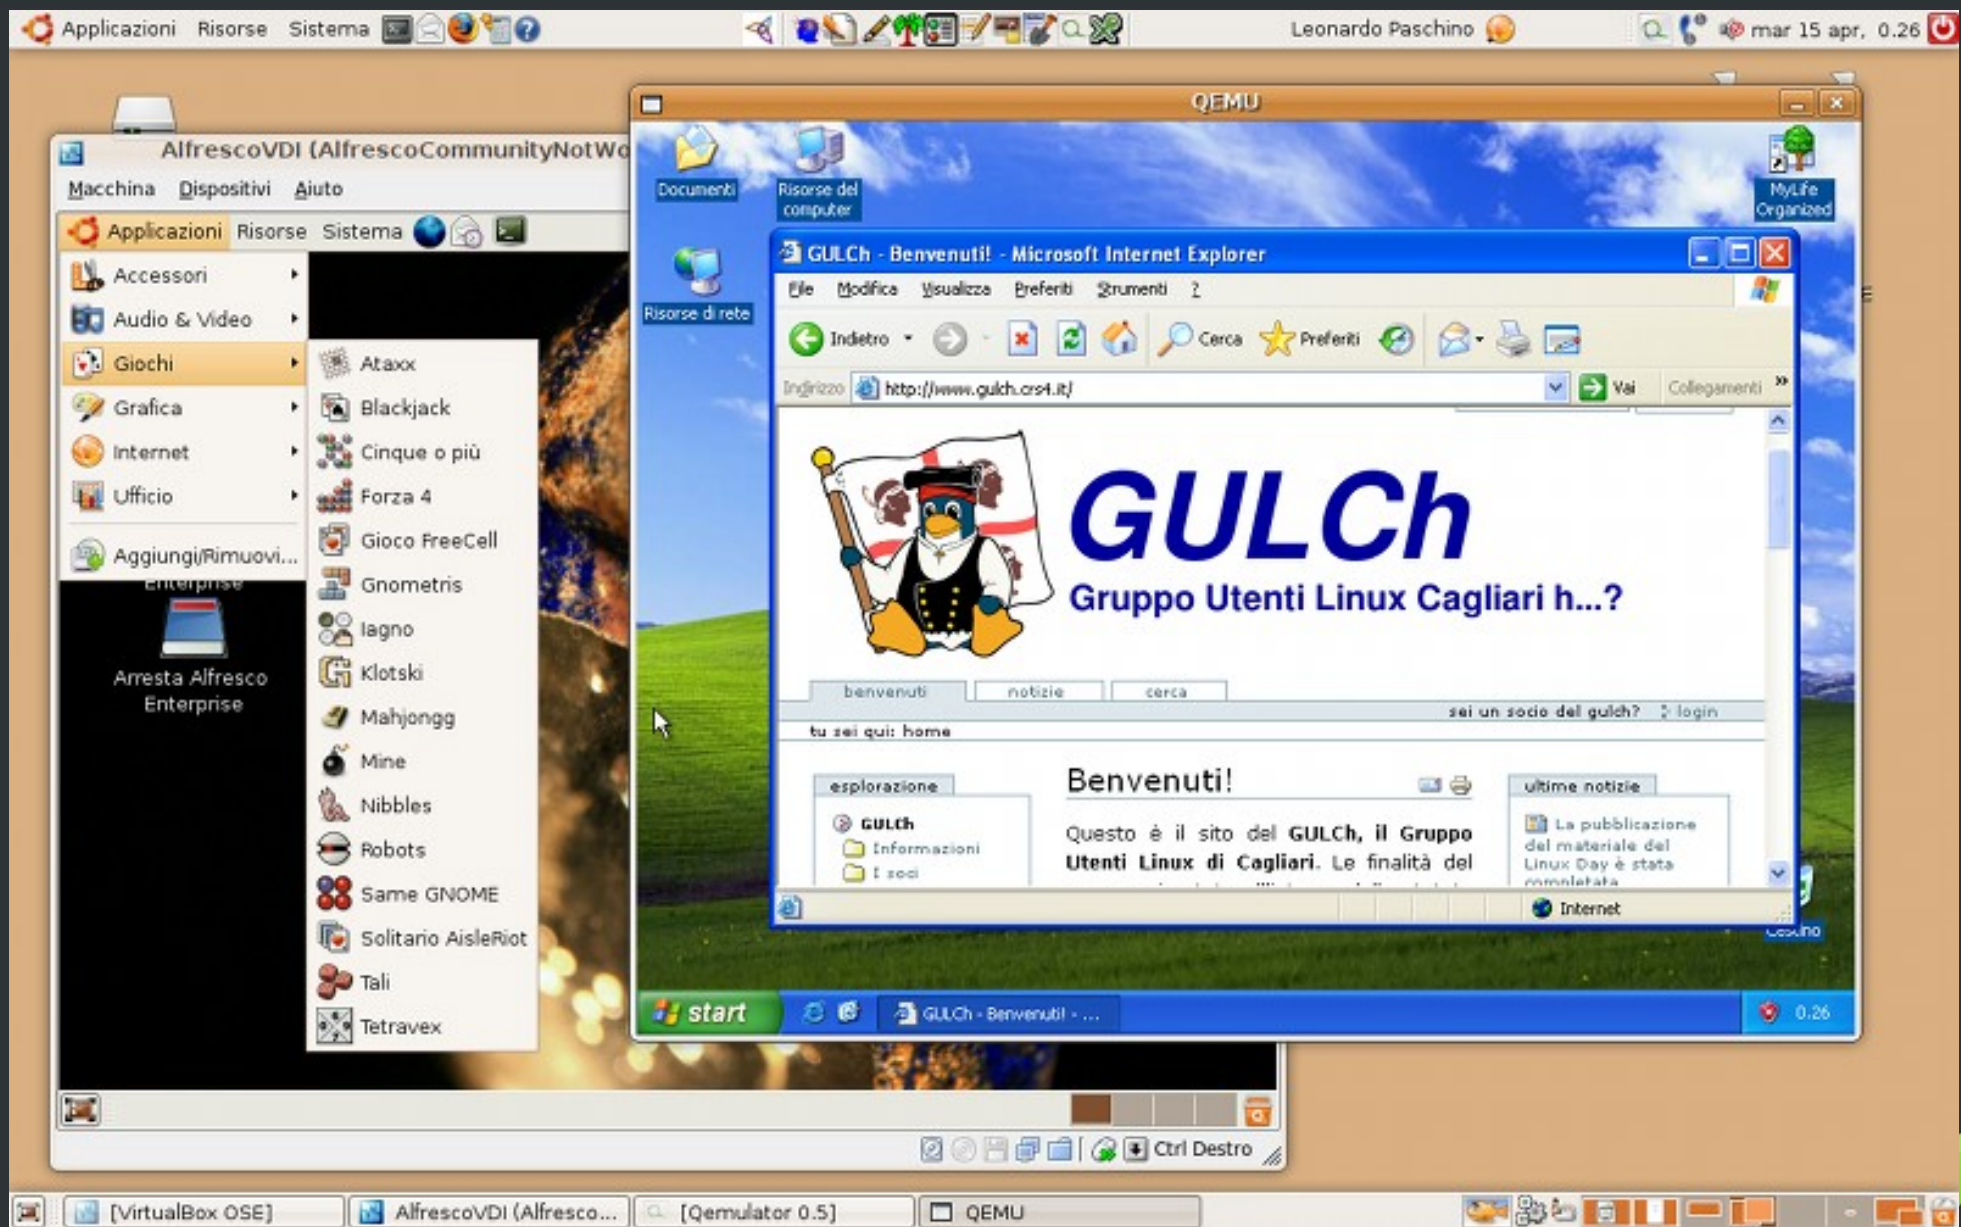 Applicazioni Risorse Sistema
Leonardo Paschino
mar 15 apr, 0.26
AlfrescoVDI (AlfrescoCommunityNotWo
Macchina Dispositivi Aiuto
Applicazioni Risorse Sistema
Accessori
Audio & Video
Giochi
Grafica
Internet
Ufficio
Aggiungi/Rimuovi...
Enterprise
Arresta Alfresco
Enterprise
Ataxx
Blackjack
Cinque o più
Forza 4
Gioco FreeCell
Gnometris
Iagno
Klotski
Mahjongg
Mine
Nibbles
Robots
Same GNOME
Solitario AisleRiot
Tali
Tetravex
Ctrl Destro
QEMU
Documenti
Risorse del
computer
Risorse di rete
MyLife
Organized
GULCh - Benvenuti! - Microsoft Internet Explorer
File Modifica Visualizza Preferiti Strumenti ?
Indietro Cerca Preferiti
Indirizzo http://www.gulch.crs4.it/ Vai Collegamenti »
GULCh
Gruppo Utenti Linux Cagliari h...?
benvenuti notizie cerca
sei un socio del gulch? login
tu sei qui: home
esplorazione
GULCh
Informazioni
I soci
Benvenuti!
Questo è il sito del GULCh, il Gruppo
Utenti Linux di Cagliari. Le finalità del
ultime notizie
La pubblicazione
del materiale del
Linux Day è stata
completata
Internet
Cestino
start GULCh - Benvenuti! - ... 0.26
[VirtualBox OSE] AlfrescoVDI (Alfresco... [Qemulator 0.5] QEMU